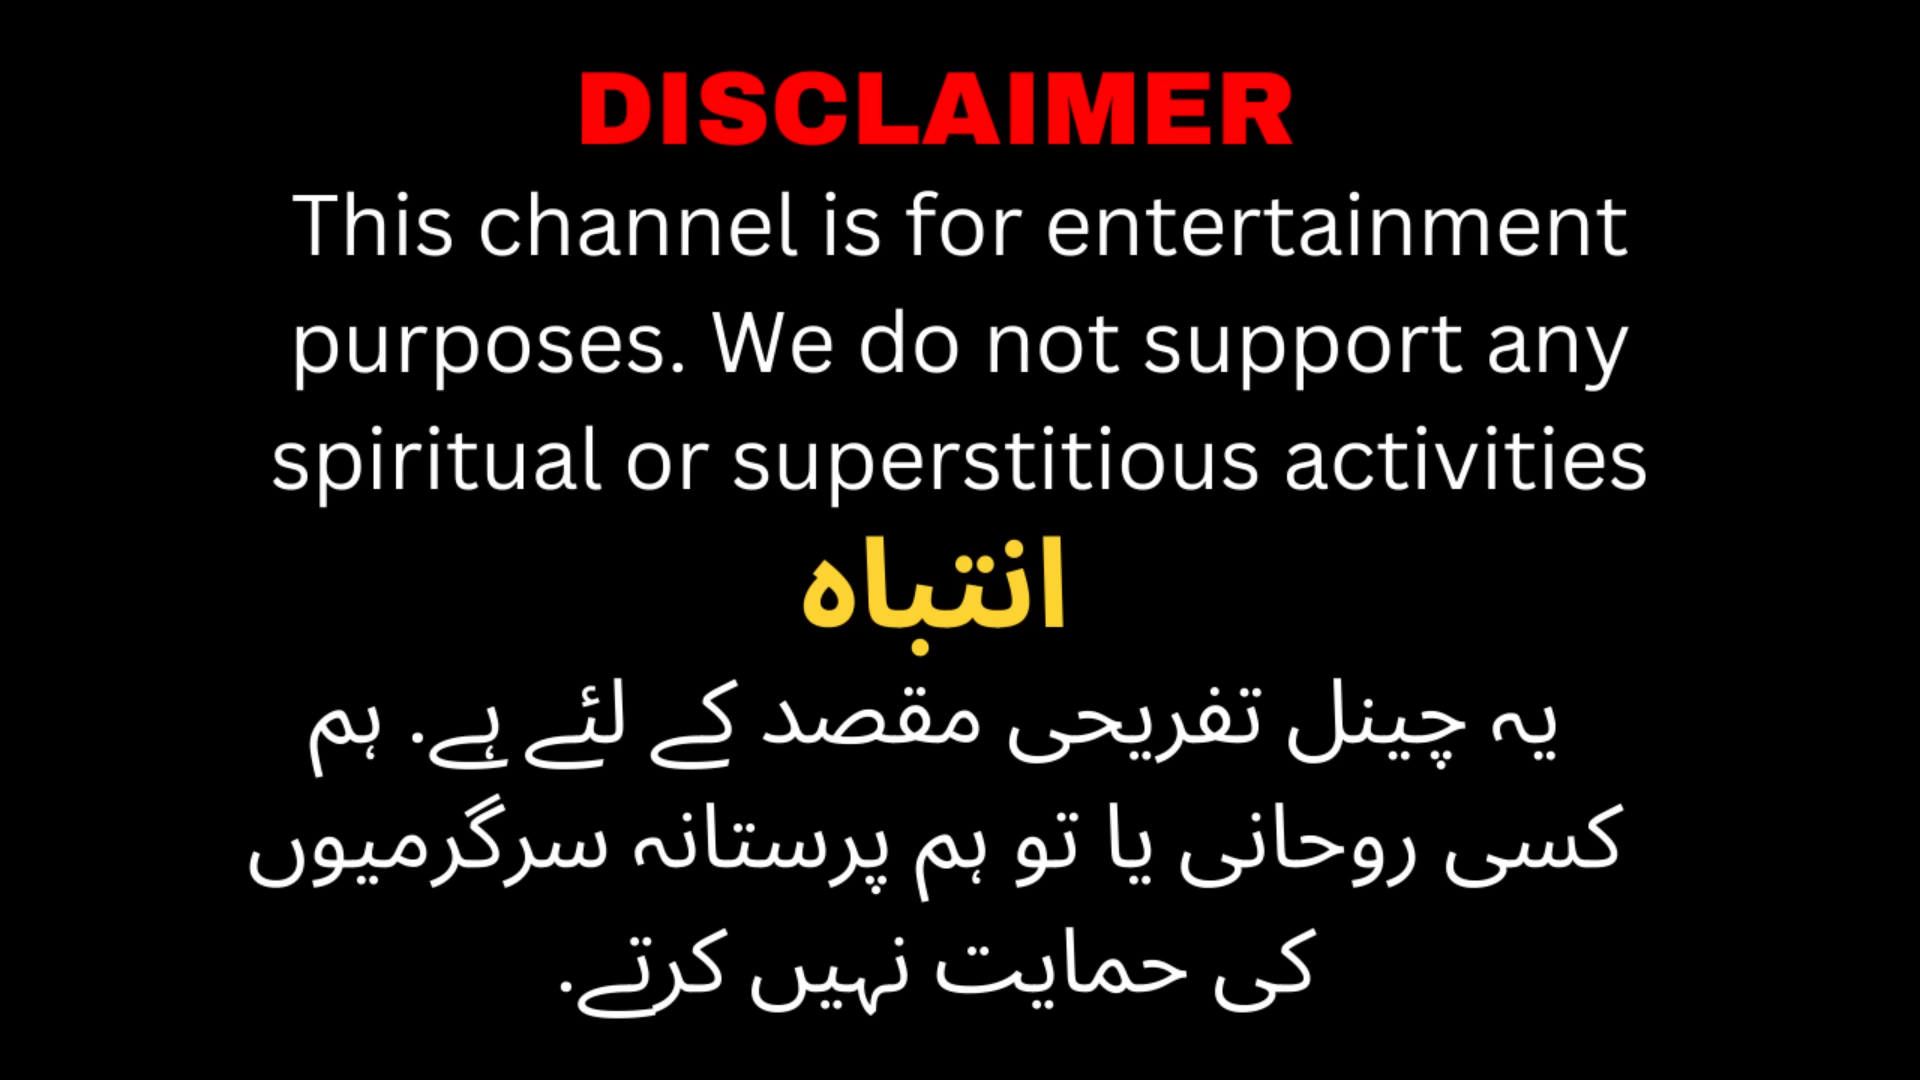 DISCLAIMER
This channel is for entertainment
purposes. We do not support any
spiritual or superstitious activities
انتباہ
یہ چینل تفریحی مقصد کے لئے ہے. ہم
کسی روحانی یا تو ہم پرستانہ سرگرمیوں
کی حمایت نہیں کرتے.